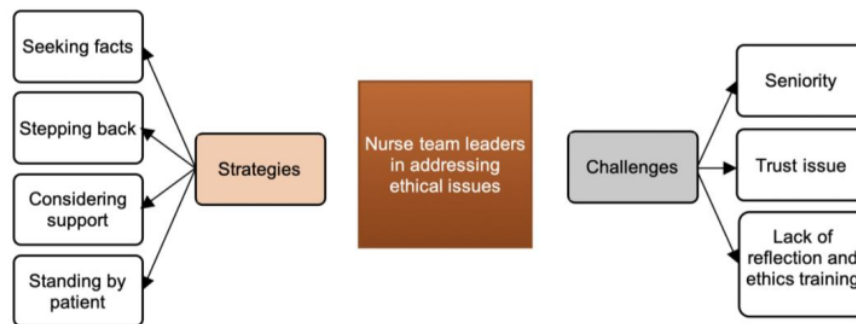 Seeking facts
Stepping back
Considering
support
Standing by
patient
Strategies
Nurse team leaders
in addressing
ethical issues
Challenges
Seniority
Trust issue
Lack of
reflection and
ethics training